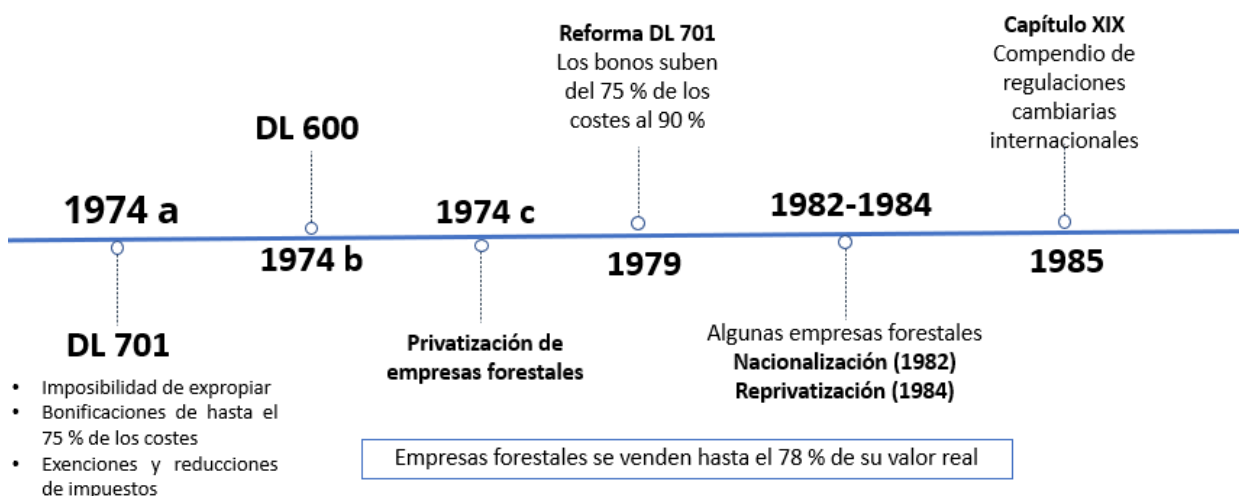 1974 a
DL 701
• Imposibilidad de expropiar
• Bonificaciones de hasta el
75 % de los costes
• Exenciones y reducciones
de impuestos
DL 600
1974 b
1974 c
Privatización de
empresas forestales
Reforma DL 701
Los bonos suben
del 75 % de los
costes al 90 %
1979
1982-1984
Algunas empresas forestales
Nacionalización (1982)
Reprivatización (1984)
Capítulo XIX
Compendio de
regulaciones
cambiarias
internacionales
1985
Empresas forestales se venden hasta el 78 % de su valor real